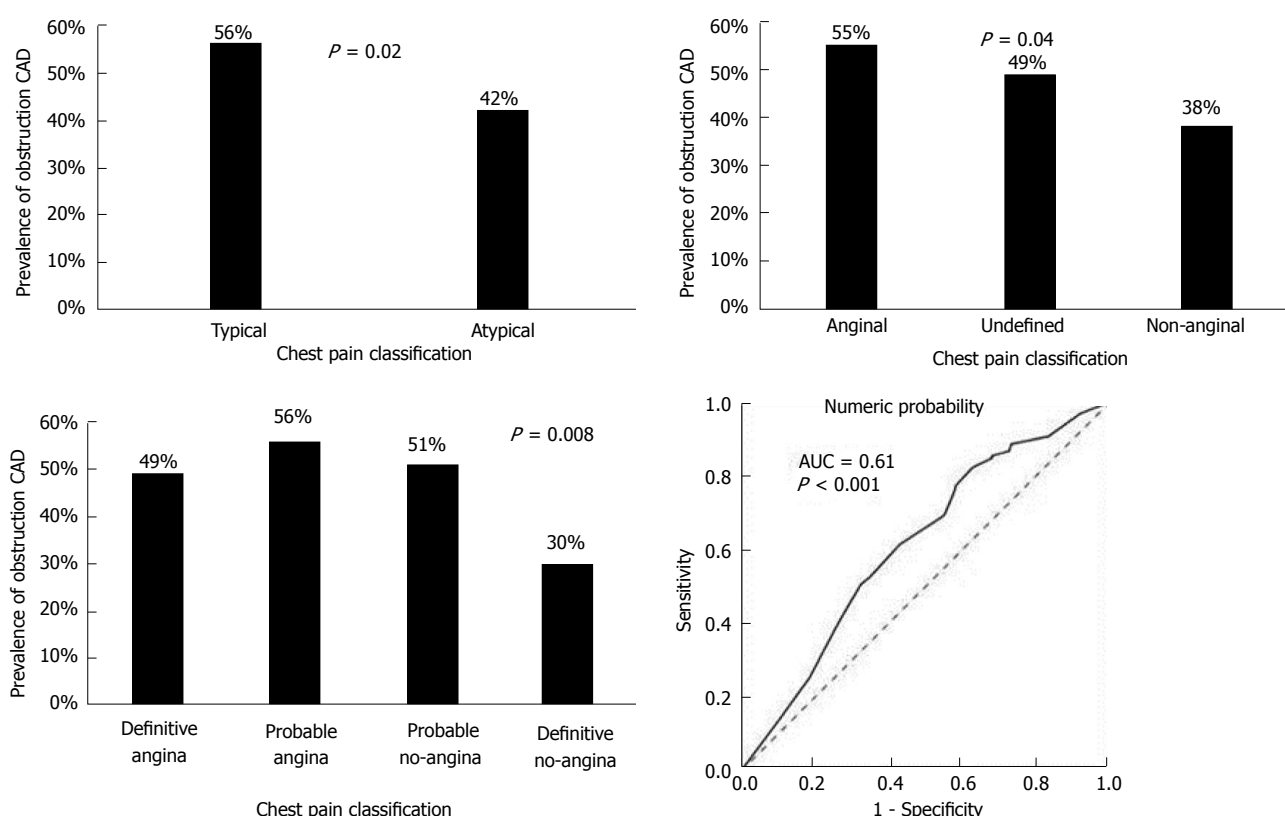 Prevalence of obstruction CAD
60%
50%
40%
30%
20%
10%
0%
56%
P = 0.02
42%
Typical
Atypical
Chest pain classification
Prevalence of obstruction CAD
60%
50%
40%
30%
20%
10%
0%
55%
P = 0.04
49%
38%
Anginal
Undefined
Non-anginal
Chest pain classification
Prevalence of obstruction CAD
60%
50%
40%
30%
20%
10%
0%
49%
56%
51%
P = 0.008
30%
Definitive
angina
Probable
angina
Probable
no-angina
Definitive
no-angina
Chest pain classification
Numeric probability
AUC = 0.61
P < 0.001
Sensitivity
1.0
0.8
0.6
0.4
0.2
0.0
0.0
0.2
0.4
0.6
0.8
1.0
1 - Specificity